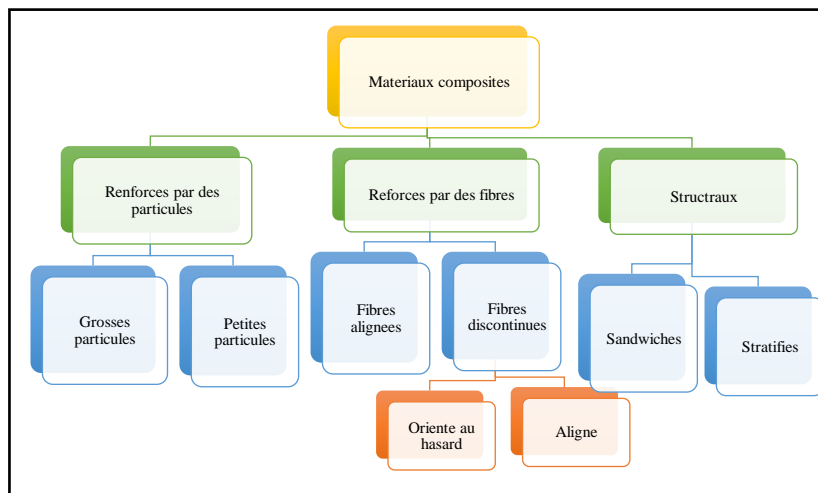 Materiaux composites
Renforces par des
particules
Reforces par des fibres
Structraux
Grosses
particules
Petites
particules
Fibres
alignees
Fibres
discontinues
Sandwiches
Stratifies
Oriente au
hasard
Aligne